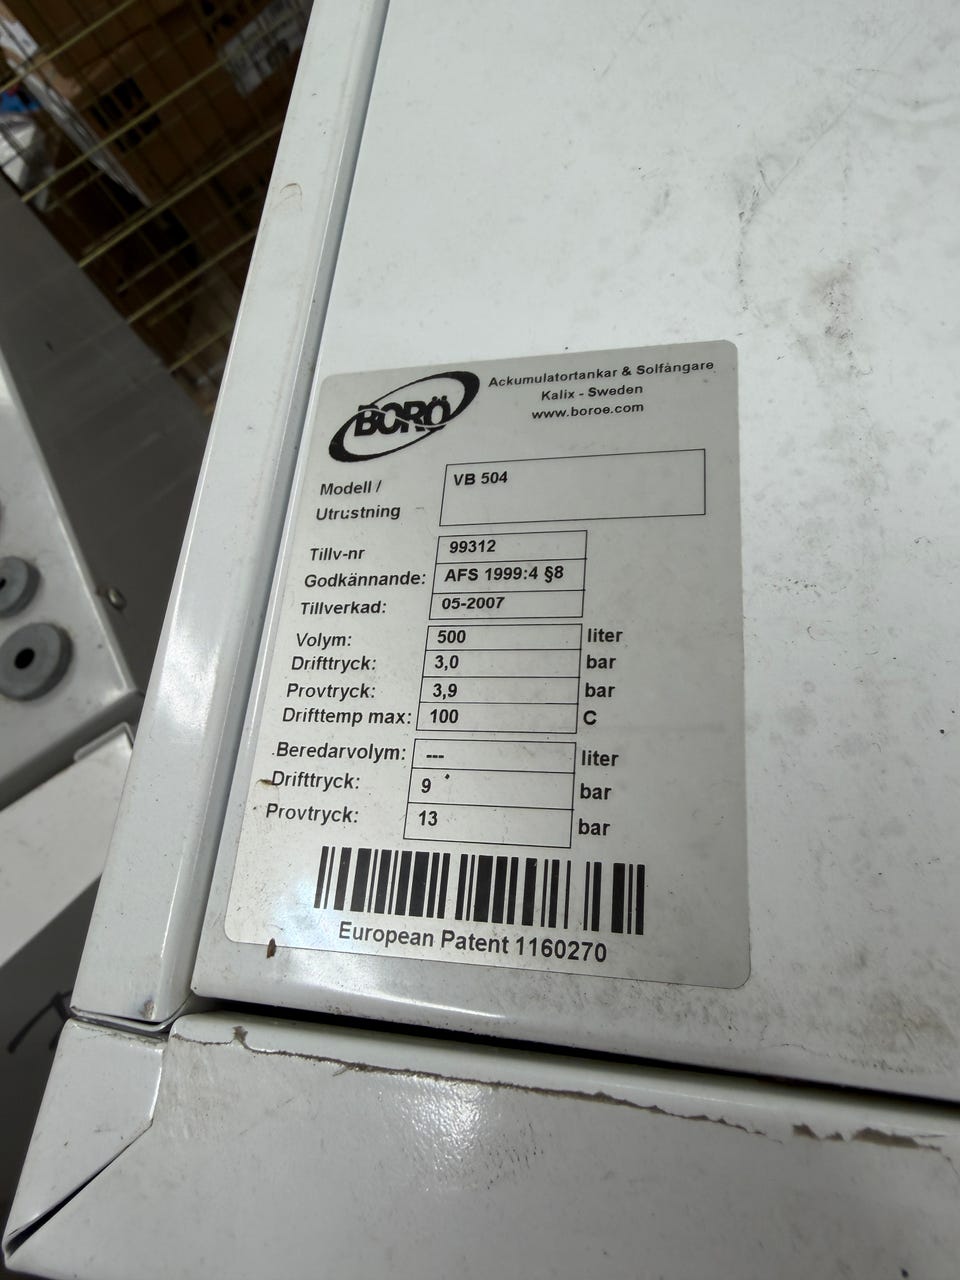 BORÖ
Ackumulatortankar & Solfångare
Kalix - Sweden
www.boroe.com
Modell / Utrustning VB 504
Tillv-nr 99312
Godkännande: AFS 1999:4 §8
Tillverkad: 05-2007
Volym: 500 liter
Drifttryck: 3,0 bar
Provtryck: 3,9 bar
Drifttemp max: 100 C
Beredarvolym: --- liter
Drifttryck: 9 bar
Provtryck: 13 bar
European Patent 1160270